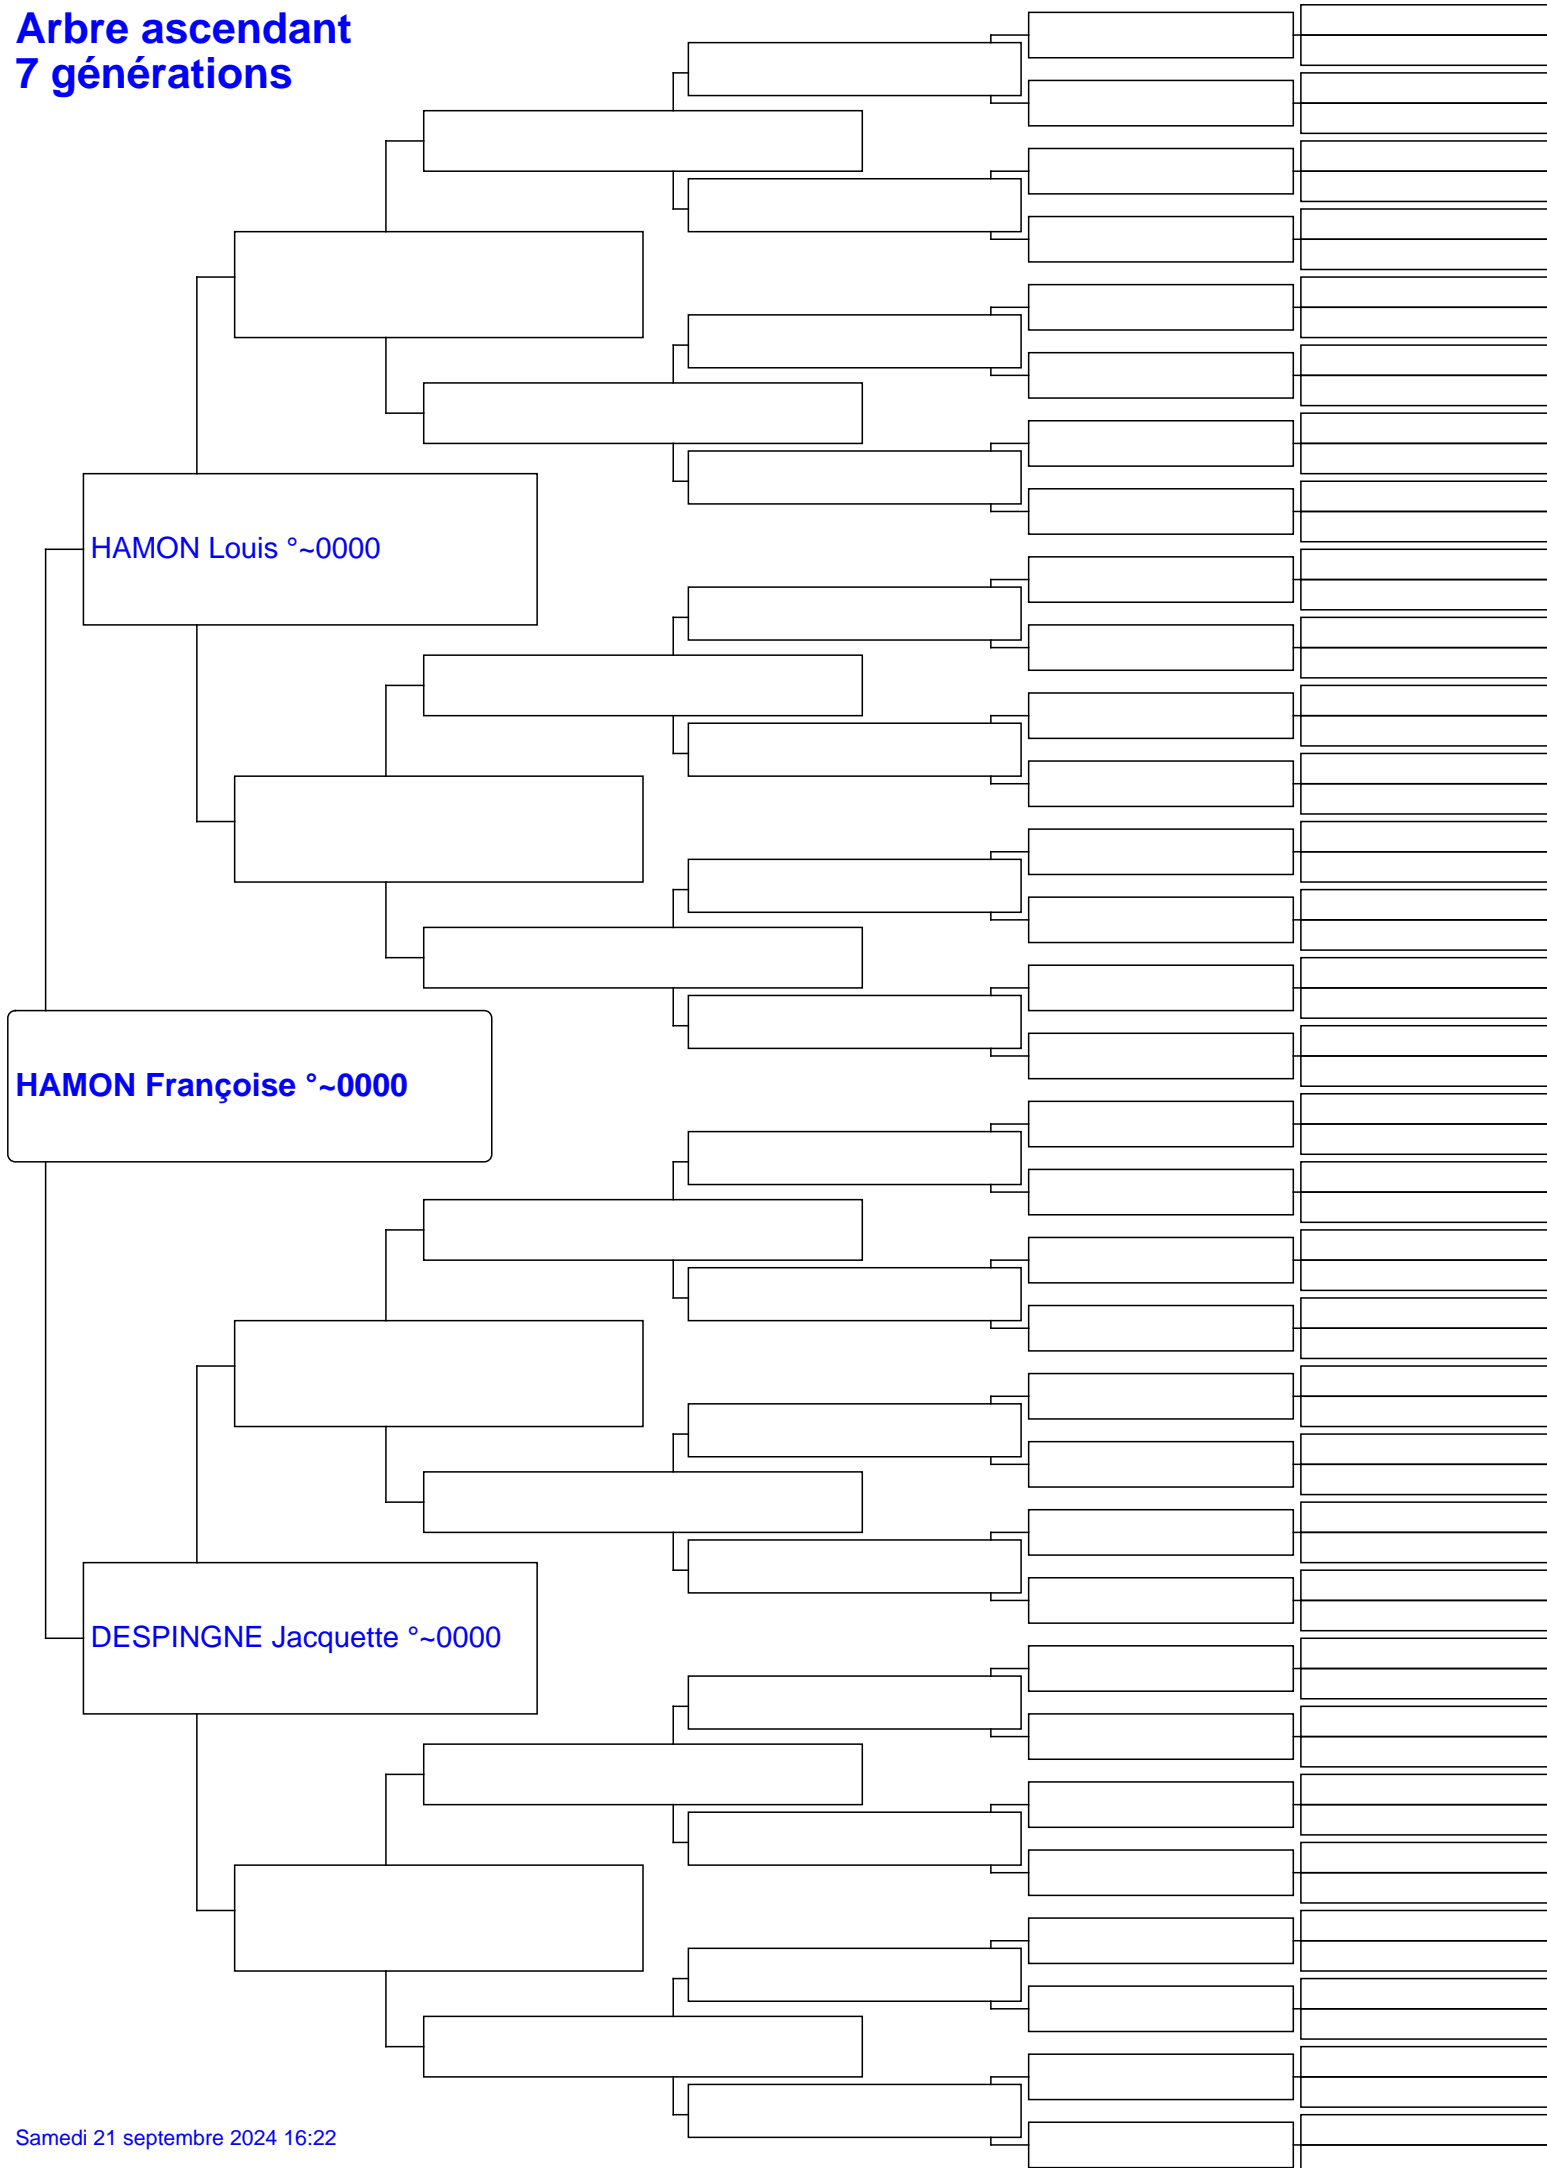 Arbre ascendant
7 générations
HAMON Louis °~0000
HAMON Françoise °~0000
DESPINGNE Jacquette °~0000
Samedi 21 septembre 2024 16:22